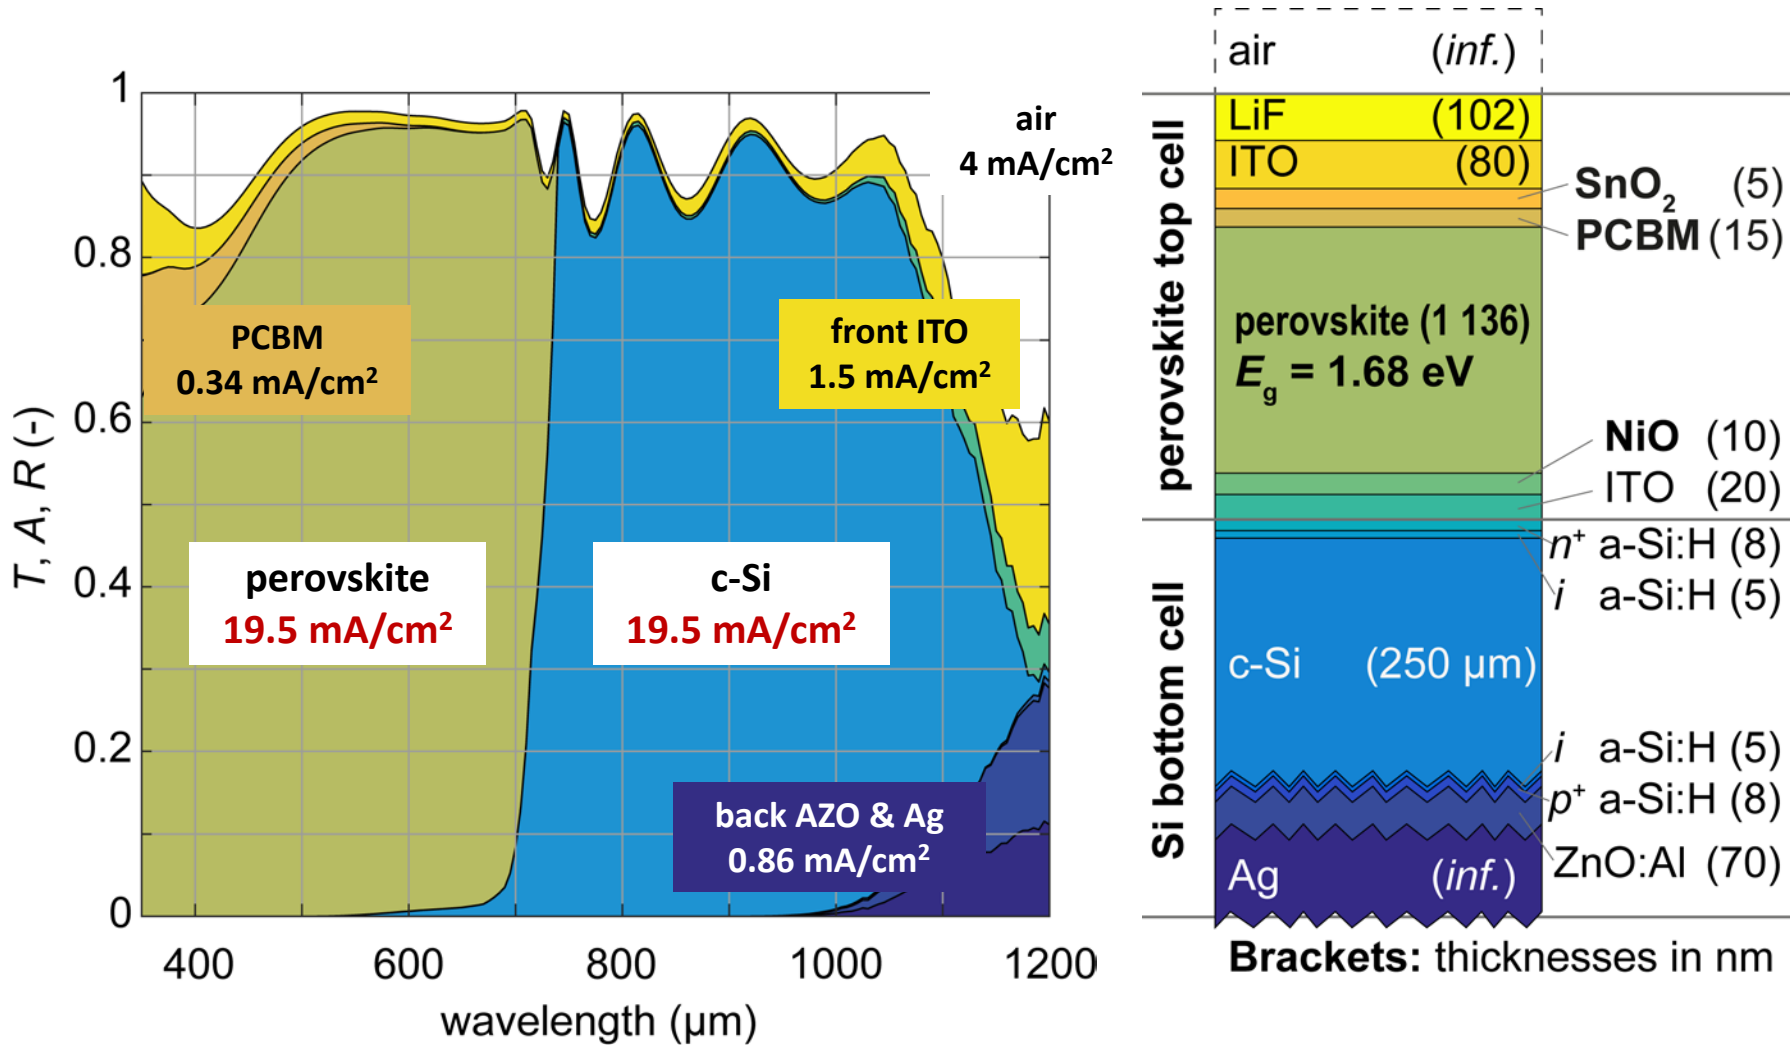 1
0.8
0.6
0.4
0.2
0
T, A, R (-)
400
600
800
1000
1200
wavelength (µm)
air
4 mA/cm²
PCBM
0.34 mA/cm²
front ITO
1.5 mA/cm²
perovskite
19.5 mA/cm²
c-Si
19.5 mA/cm²
back AZO & Ag
0.86 mA/cm²
perovskite top cell
Si bottom cell
air (inf.)
LiF (102)
ITO (80)
SnO₂ (5)
PCBM (15)
perovskite (1 136)
Eg = 1.68 eV
NiO (10)
ITO (20)
n⁺ a-Si:H (8)
i a-Si:H (5)
c-Si (250 µm)
i a-Si:H (5)
p⁺ a-Si:H (8)
ZnO:Al (70)
Ag (inf.)
Brackets: thicknesses in nm